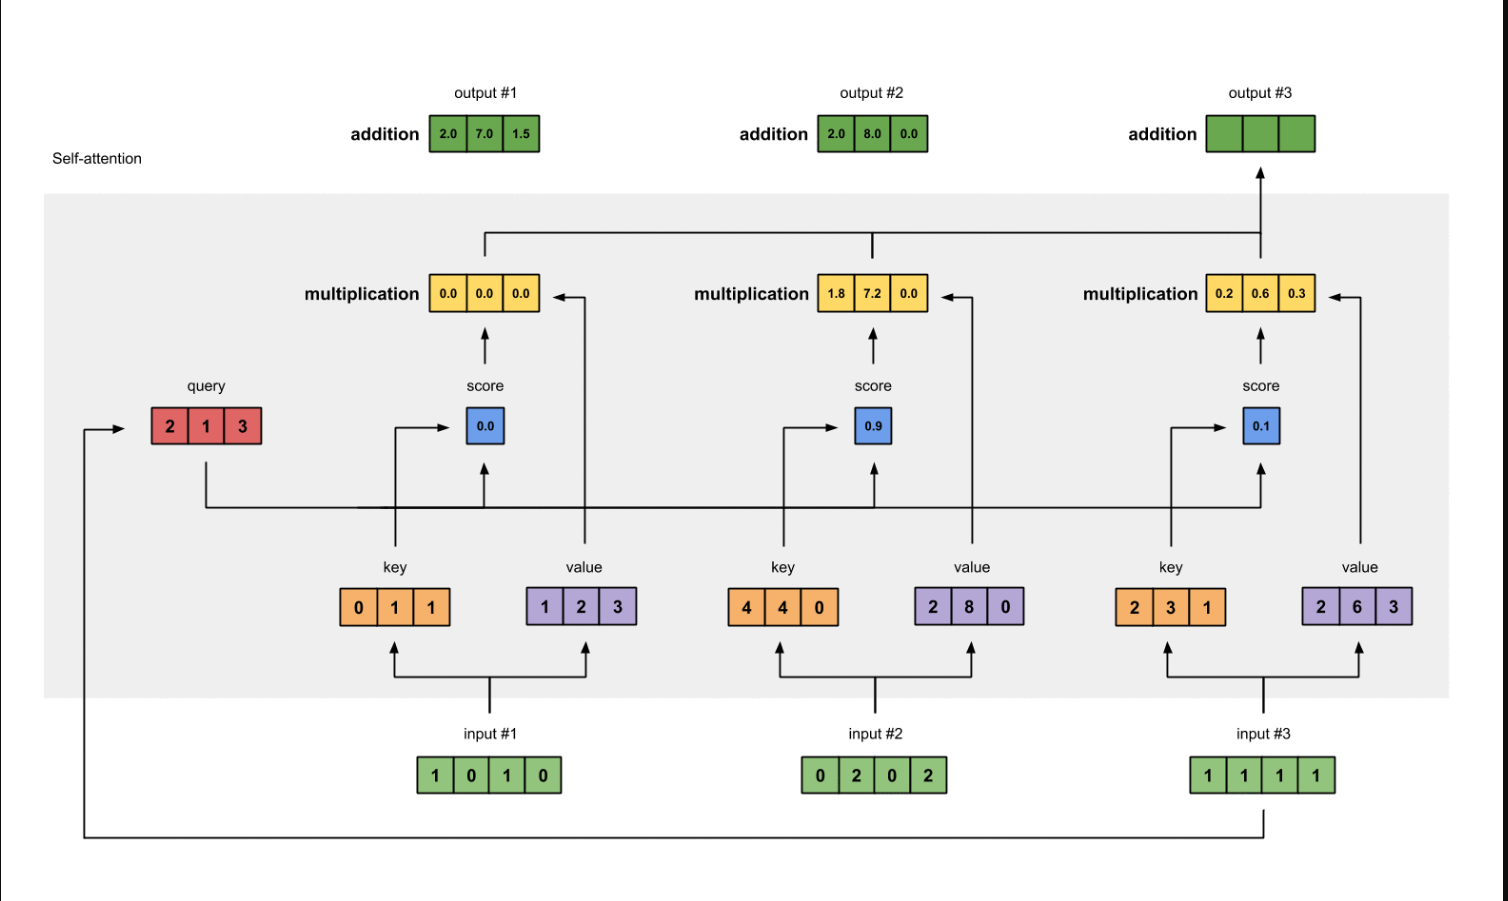 output #1 output #2 output #3
addition 2.0 7.0 1.5 addition 2.0 8.0 0.0 addition
Self-attention
multiplication 0.0 0.0 0.0 multiplication 1.8 7.2 0.0 multiplication 0.2 0.6 0.3
query score score score
2 1 3 0.0 0.9 0.1
key value key value key value
0 1 1 1 2 3 4 4 0 2 8 0 2 3 1 2 6 3
input #1 input #2 input #3
1 0 1 0 0 2 0 2 1 1 1 1